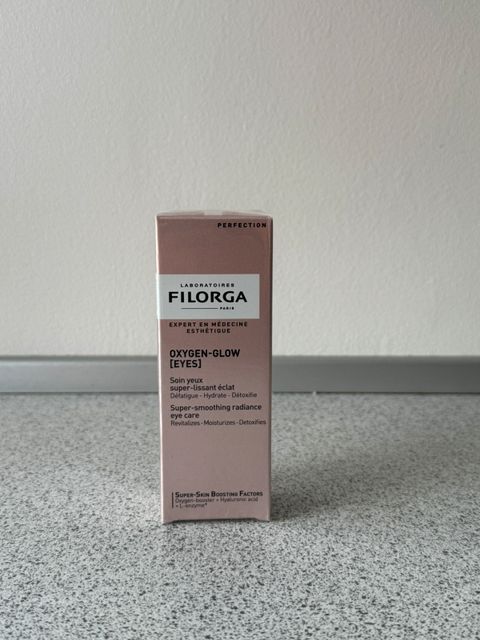 PERFECTION
LABORATOIRES
FILORGA
PARIS
EXPERT EN MÉDECINE
ESTHÉTIQUE
OXYGEN-GLOW
[EYES]
Soin yeux
super-lissant éclat
Défatigue - Hydrate - Détoxifie
Super-smoothing radiance
eye care
Revitalizes - Moisturizes - Detoxifies
SUPER-SKIN BOOSTING FACTORS
Oxygen-booster + Hyaluronic acid
+ L-enzyme*